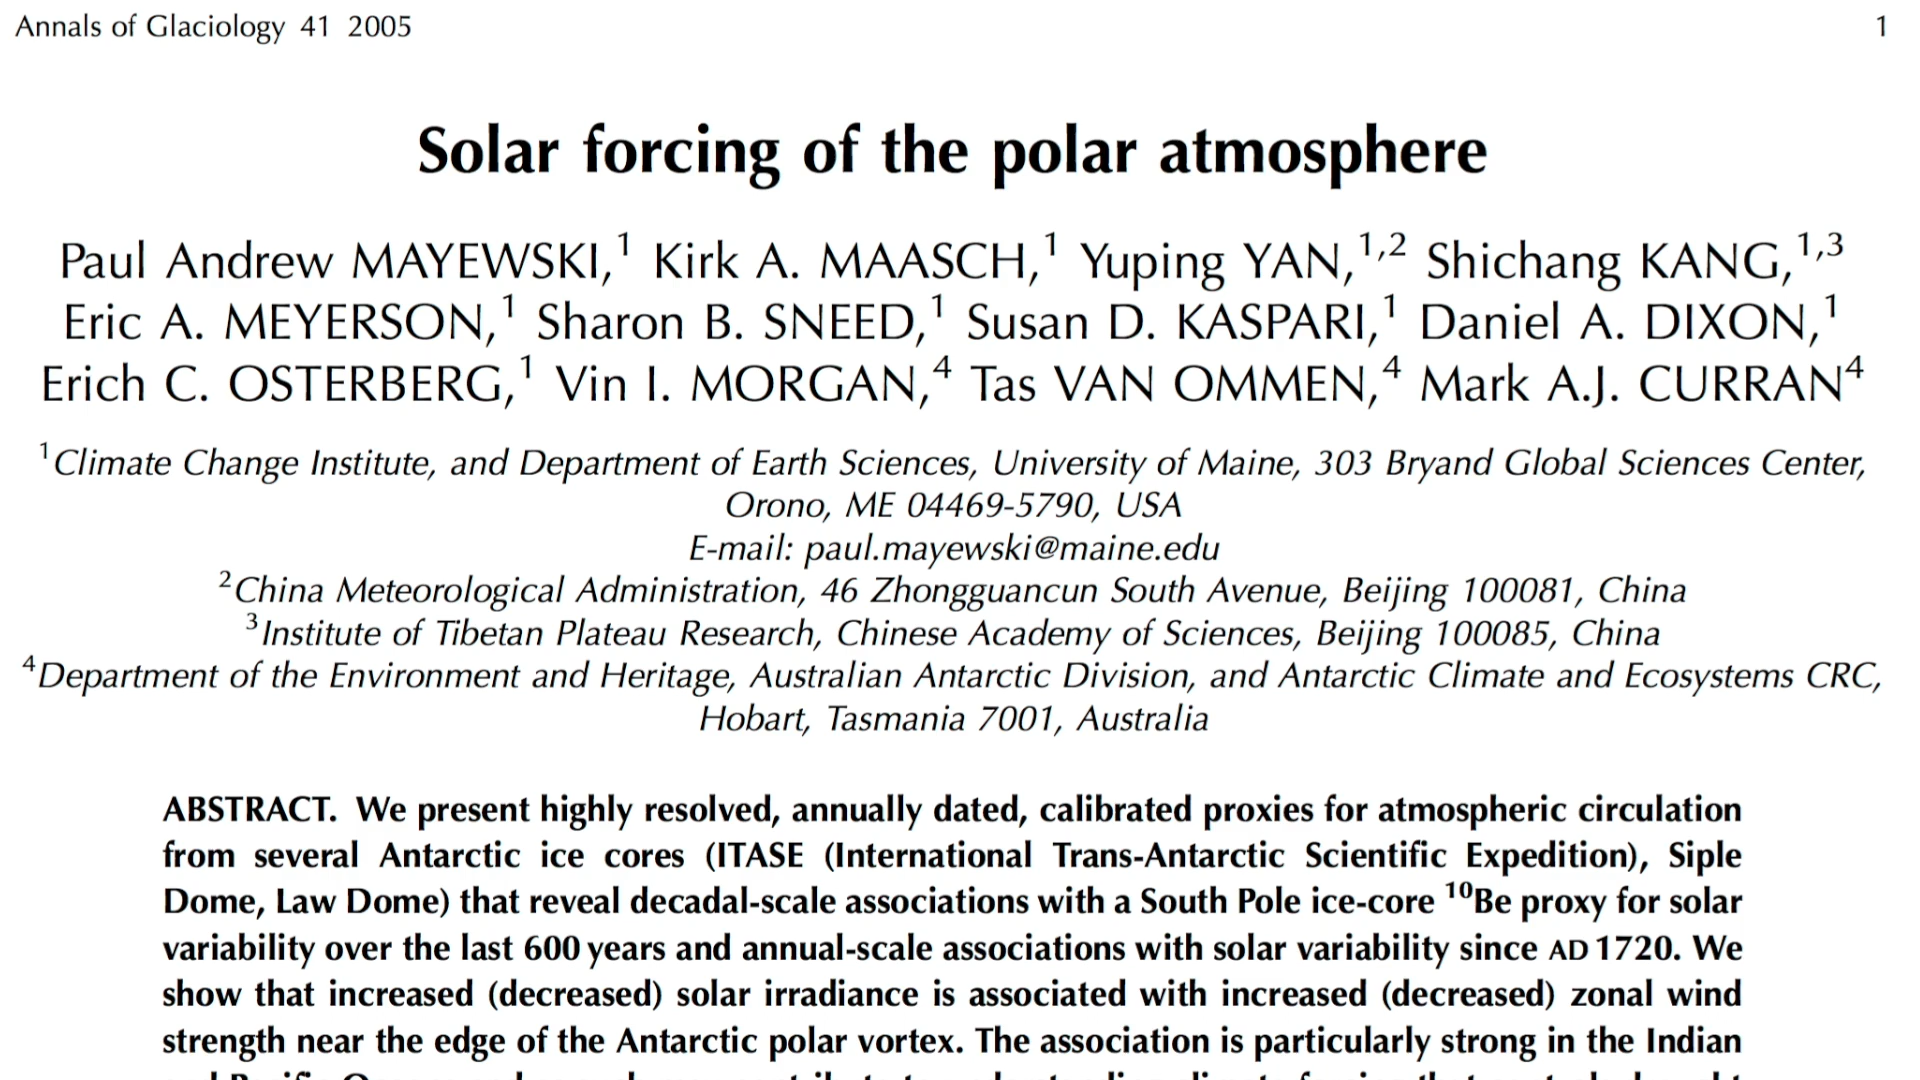 Annals of Glaciology 41 2005 1
Solar forcing of the polar atmosphere
Paul Andrew MAYEWSKI,1 Kirk A. MAASCH,1 Yuping YAN,1,2 Shichang KANG,1,3
Eric A. MEYERSON,1 Sharon B. SNEED,1 Susan D. KASPARI,1 Daniel A. DIXON,1
Erich C. OSTERBERG,1 Vin I. MORGAN,4 Tas VAN OMMEN,4 Mark A.J. CURRAN4
1Climate Change Institute, and Department of Earth Sciences, University of Maine, 303 Bryand Global Sciences Center,
Orono, ME 04469-5790, USA
E-mail: paul.mayewski@maine.edu
2China Meteorological Administration, 46 Zhongguancun South Avenue, Beijing 100081, China
3Institute of Tibetan Plateau Research, Chinese Academy of Sciences, Beijing 100085, China
4Department of the Environment and Heritage, Australian Antarctic Division, and Antarctic Climate and Ecosystems CRC,
Hobart, Tasmania 7001, Australia
ABSTRACT. We present highly resolved, annually dated, calibrated proxies for atmospheric circulation
from several Antarctic ice cores (ITASE (International Trans-Antarctic Scientific Expedition), Siple
Dome, Law Dome) that reveal decadal-scale associations with a South Pole ice-core 10Be proxy for solar
variability over the last 600 years and annual-scale associations with solar variability since AD 1720. We
show that increased (decreased) solar irradiance is associated with increased (decreased) zonal wind
strength near the edge of the Antarctic polar vortex. The association is particularly strong in the Indian